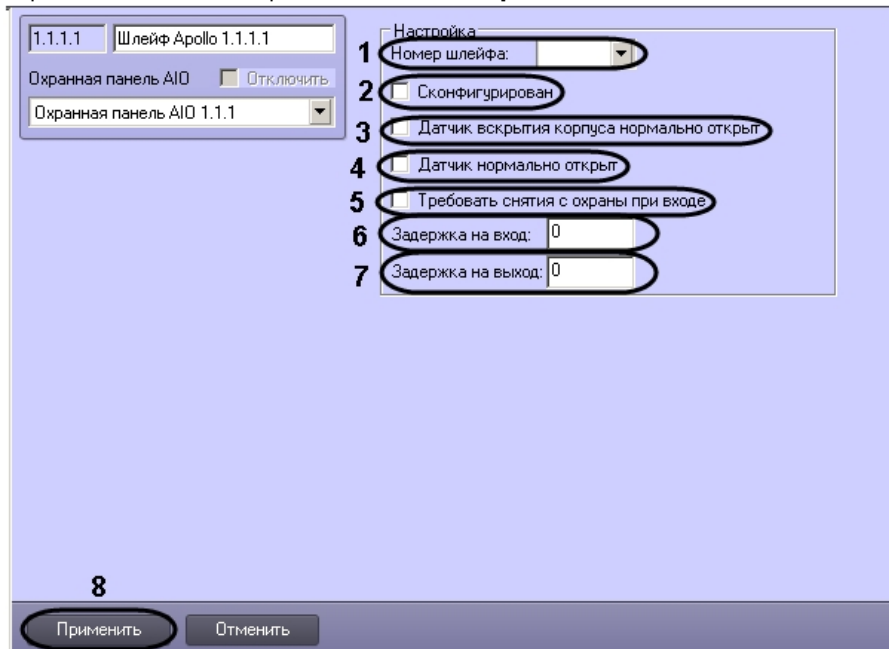 1.1.1.1 Шлейф Apollo 1.1.1.1
Охранная панель AIO Отключить
Охранная панель AIO 1.1.1
Настройка
1 Номер шлейфа:
2 Сконфигурирован
3 Датчик вскрытия корпуса нормально открыт
4 Датчик нормально открыт
5 Требовать снятия с охраны при входе
6 Задержка на вход: 0
7 Задержка на выход: 0
8
Применить Отменить